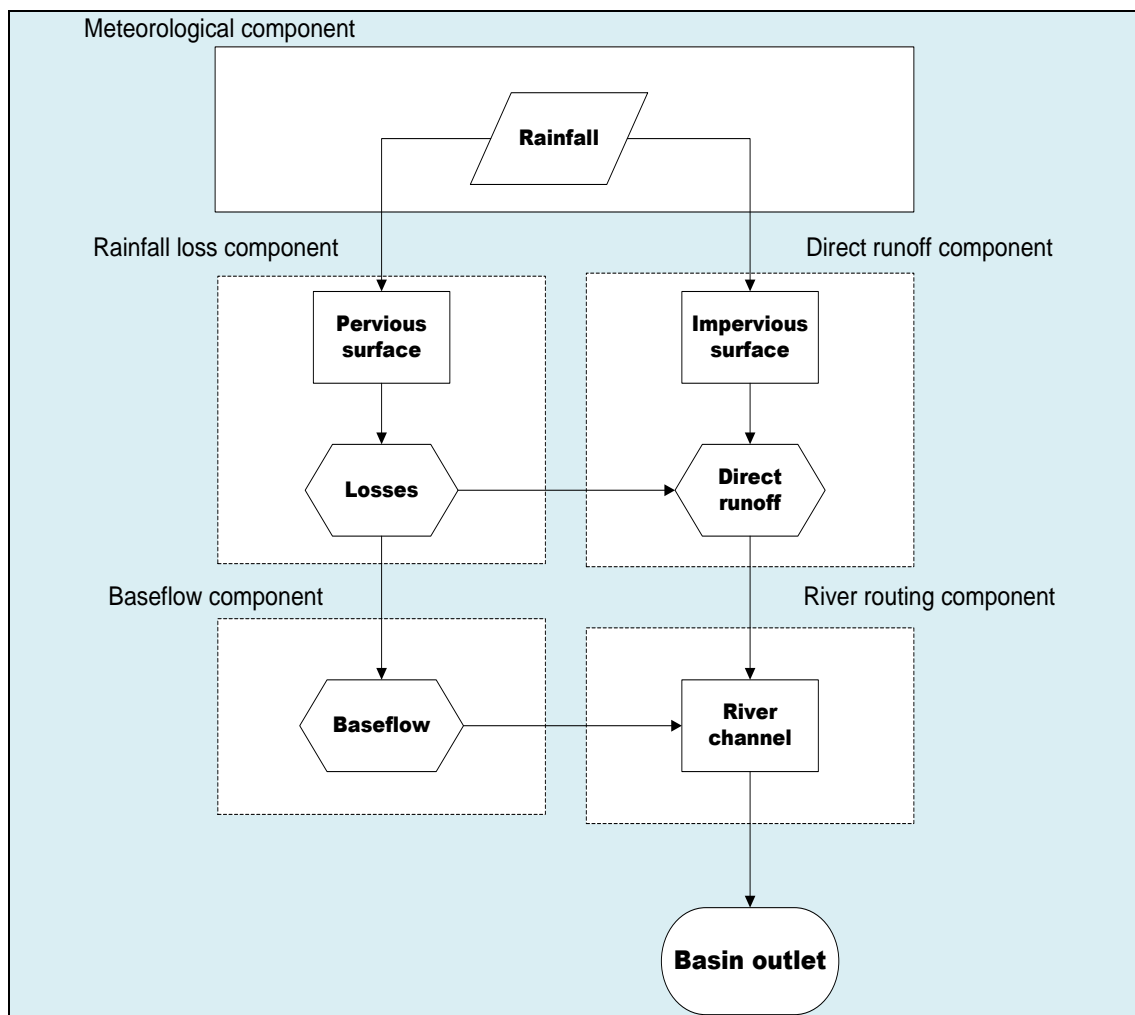 Meteorological component
Rainfall
Rainfall loss component
Direct runoff component
Pervious
surface
Impervious
surface
Losses
Direct
runoff
Baseflow component
River routing component
Baseflow
River
channel
Basin outlet